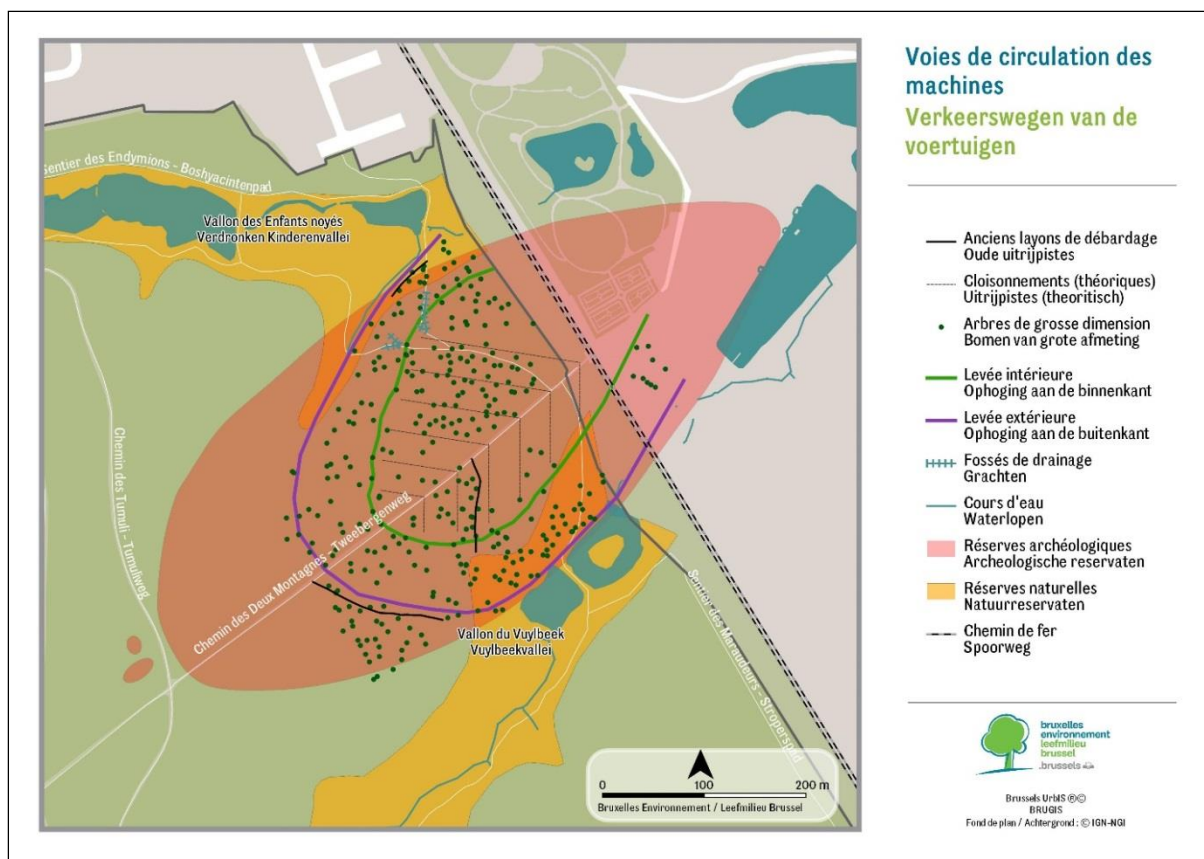 Sentier des Endymions - Boshyacintenpad
Vallon des Enfants noyés
Verdronken Kinderenvallei
Chemin des Tumuli - Tumuliweg
Chemin des Deux Montagnes - Tweebergenweg
Vallon du Vuylbeek
Vuylbeekvallei
Sentier des Maraudeurs - Stroperspad
0 100 200 m
Bruxelles Environnement / Leefmilieu Brussel
Voies de circulation des
machines
Verkeerswegen van de
voertuigen
Anciens layons de débardage
Oude uitrijpistes
Cloisonnements (théoriques)
Uitrijpistes (theoritisch)
Arbres de grosse dimension
Bomen van grote afmeting
Levée intérieure
Ophoging aan de binnenkant
Levée extérieure
Ophoging aan de buitenkant
Fossés de drainage
Grachten
Cours d'eau
Waterlopen
Réserves archéologiques
Archeologische reservaten
Réserves naturelles
Natuurreservaten
Chemin de fer
Spoorweg
bruxelles
environnement
leefmilieu
brussel
.brussels
Brussels UrbIS ®©
BRUGIS
Fond de plan / Achtergrond : © IGN-NGI